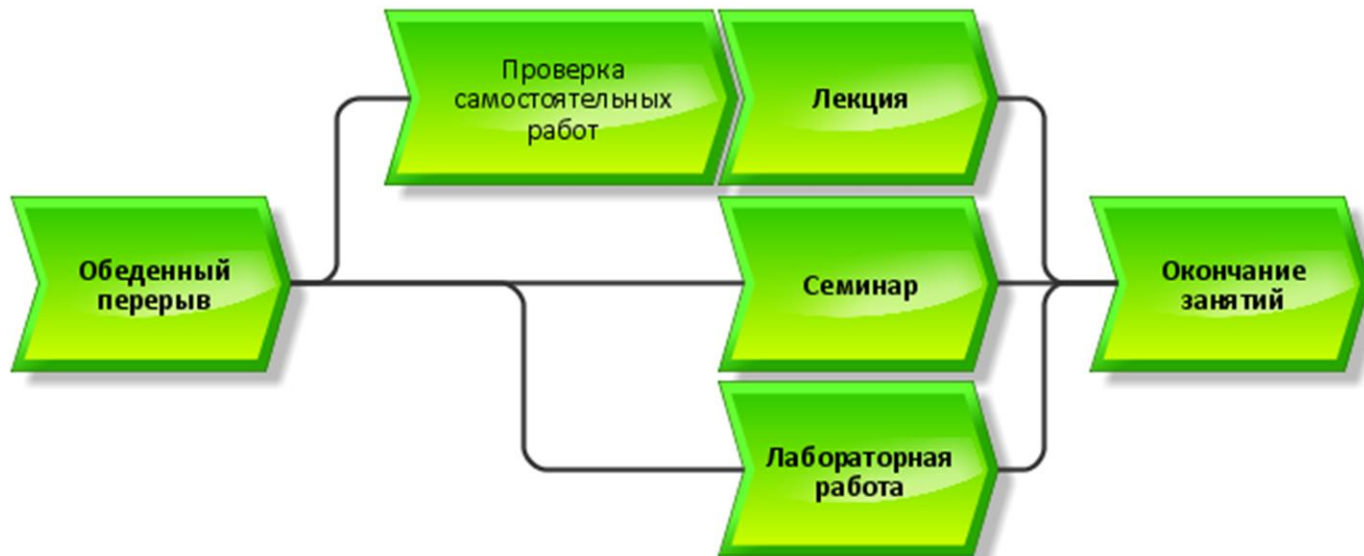 Проверка
самостоятельных
работ
Лекция
Обеденный
перерыв
Семинар
Окончание
занятий
Лабораторная
работа